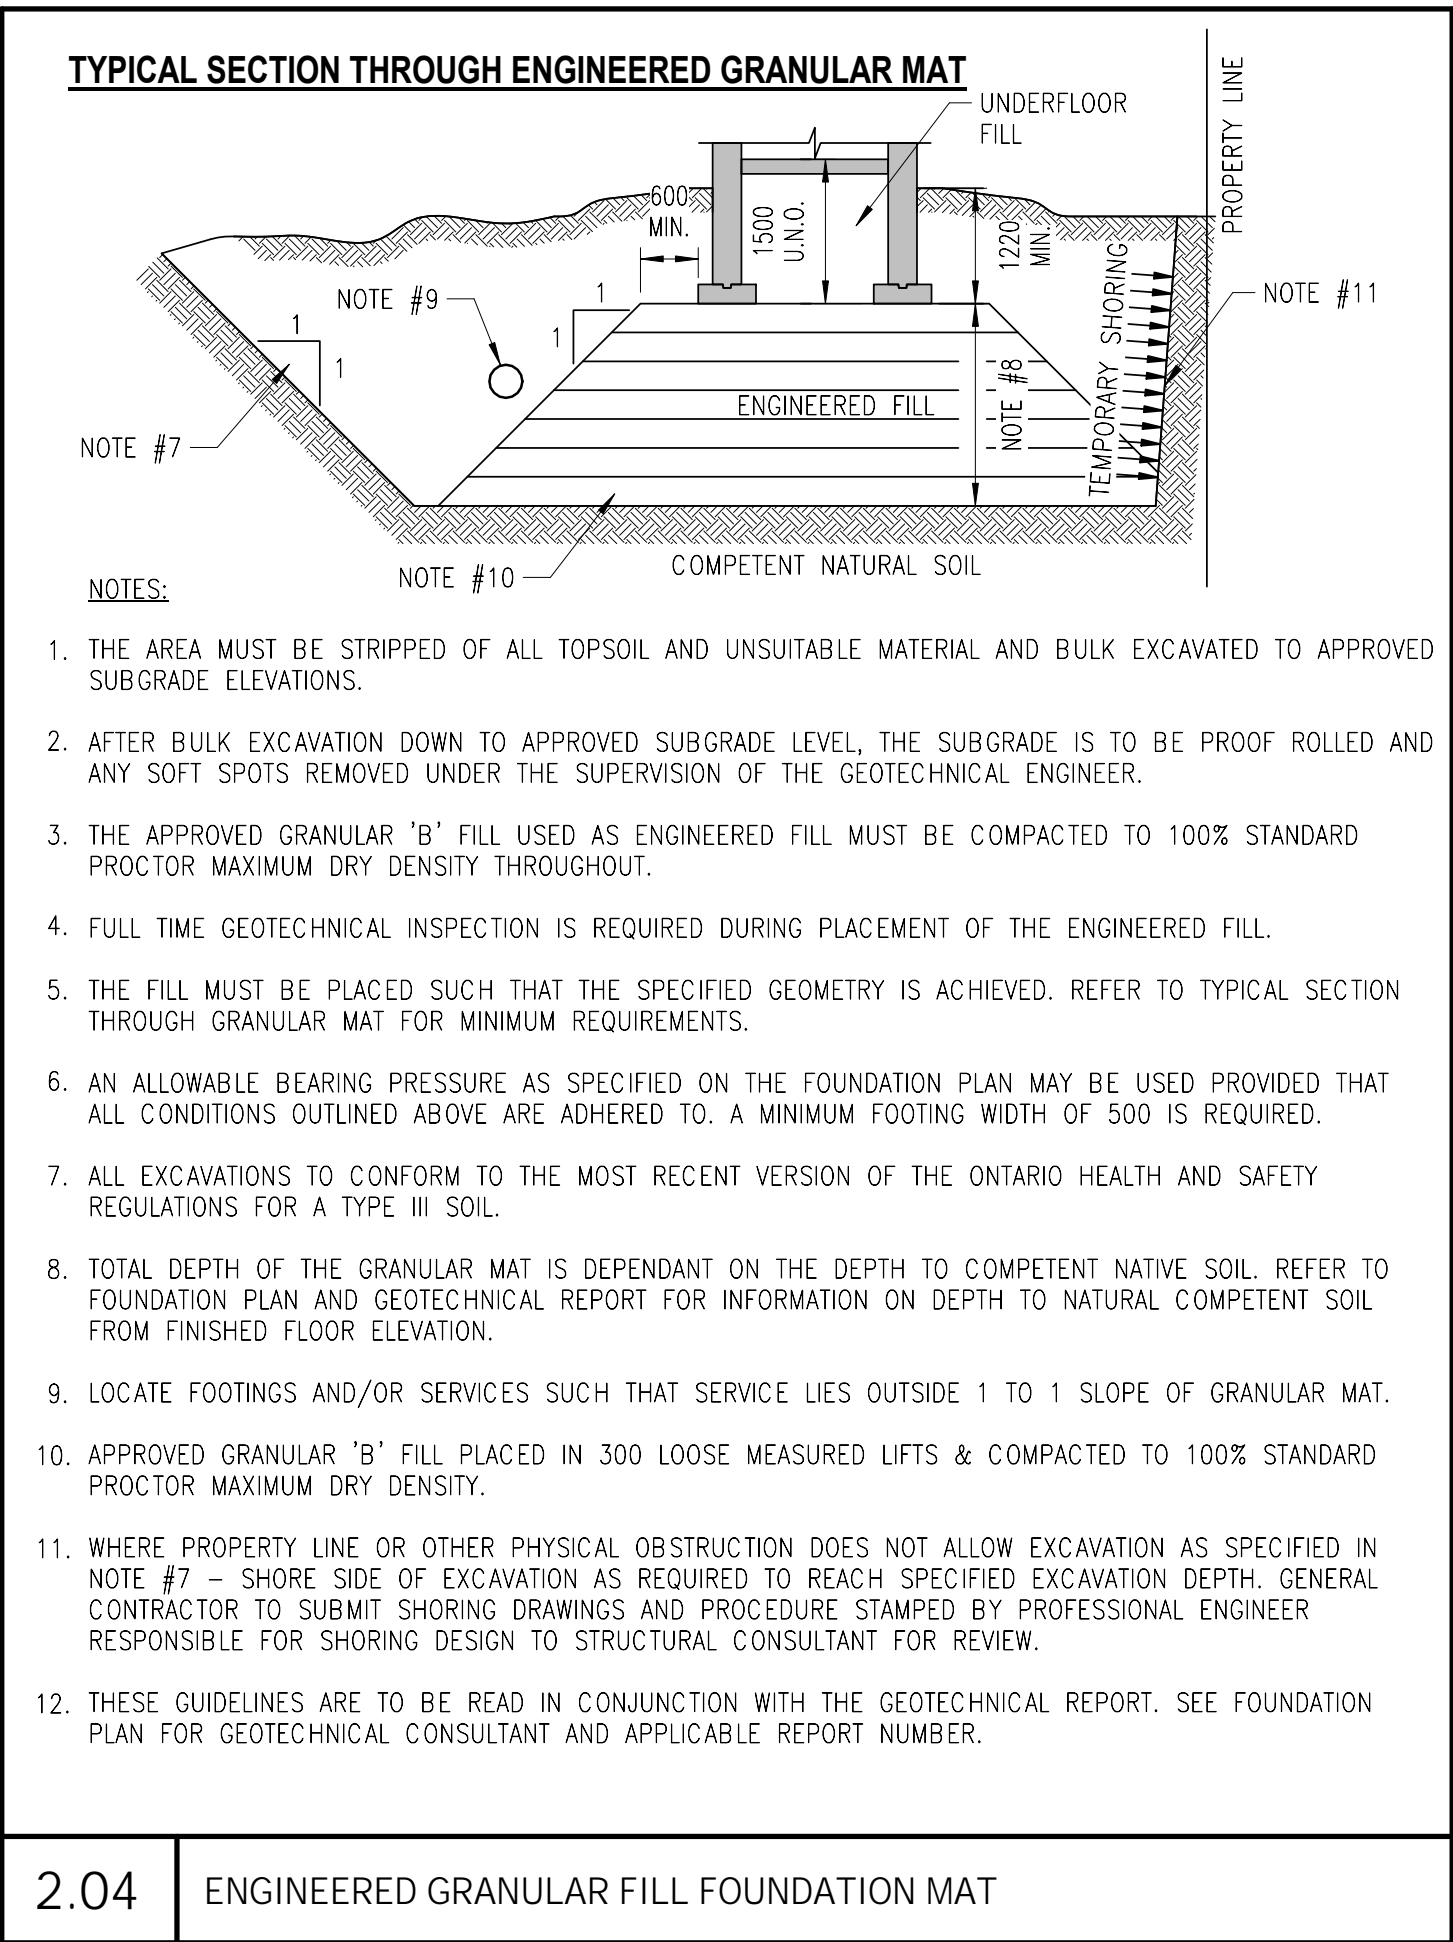 TYPICAL SECTION THROUGH ENGINEERED GRANULAR MAT
UNDERFLOOR
FILL
PROPERTY LINE
600
MIN.
1500
U.N.O.
1220
MIN.
NOTE #9
1
1
1
1
NOTE #7
ENGINEERED FILL
NOTE #8
TEMPORARY SHORING
NOTE #11
NOTE #10
COMPETENT NATURAL SOIL
NOTES:
1. THE AREA MUST BE STRIPPED OF ALL TOPSOIL AND UNSUITABLE MATERIAL AND BULK EXCAVATED TO APPROVED
SUBGRADE ELEVATIONS.
2. AFTER BULK EXCAVATION DOWN TO APPROVED SUBGRADE LEVEL, THE SUBGRADE IS TO BE PROOF ROLLED AND
ANY SOFT SPOTS REMOVED UNDER THE SUPERVISION OF THE GEOTECHNICAL ENGINEER.
3. THE APPROVED GRANULAR 'B' FILL USED AS ENGINEERED FILL MUST BE COMPACTED TO 100% STANDARD
PROCTOR MAXIMUM DRY DENSITY THROUGHOUT.
4. FULL TIME GEOTECHNICAL INSPECTION IS REQUIRED DURING PLACEMENT OF THE ENGINEERED FILL.
5. THE FILL MUST BE PLACED SUCH THAT THE SPECIFIED GEOMETRY IS ACHIEVED. REFER TO TYPICAL SECTION
THROUGH GRANULAR MAT FOR MINIMUM REQUIREMENTS.
6. AN ALLOWABLE BEARING PRESSURE AS SPECIFIED ON THE FOUNDATION PLAN MAY BE USED PROVIDED THAT
ALL CONDITIONS OUTLINED ABOVE ARE ADHERED TO. A MINIMUM FOOTING WIDTH OF 500 IS REQUIRED.
7. ALL EXCAVATIONS TO CONFORM TO THE MOST RECENT VERSION OF THE ONTARIO HEALTH AND SAFETY
REGULATIONS FOR A TYPE III SOIL.
8. TOTAL DEPTH OF THE GRANULAR MAT IS DEPENDANT ON THE DEPTH TO COMPETENT NATIVE SOIL. REFER TO
FOUNDATION PLAN AND GEOTECHNICAL REPORT FOR INFORMATION ON DEPTH TO NATURAL COMPETENT SOIL
FROM FINISHED FLOOR ELEVATION.
9. LOCATE FOOTINGS AND/OR SERVICES SUCH THAT SERVICE LIES OUTSIDE 1 TO 1 SLOPE OF GRANULAR MAT.
10. APPROVED GRANULAR 'B' FILL PLACED IN 300 LOOSE MEASURED LIFTS & COMPACTED TO 100% STANDARD
PROCTOR MAXIMUM DRY DENSITY.
11. WHERE PROPERTY LINE OR OTHER PHYSICAL OBSTRUCTION DOES NOT ALLOW EXCAVATION AS SPECIFIED IN
NOTE #7 – SHORE SIDE OF EXCAVATION AS REQUIRED TO REACH SPECIFIED EXCAVATION DEPTH. GENERAL
CONTRACTOR TO SUBMIT SHORING DRAWINGS AND PROCEDURE STAMPED BY PROFESSIONAL ENGINEER
RESPONSIBLE FOR SHORING DESIGN TO STRUCTURAL CONSULTANT FOR REVIEW.
12. THESE GUIDELINES ARE TO BE READ IN CONJUNCTION WITH THE GEOTECHNICAL REPORT. SEE FOUNDATION
PLAN FOR GEOTECHNICAL CONSULTANT AND APPLICABLE REPORT NUMBER.
2.04
ENGINEERED GRANULAR FILL FOUNDATION MAT